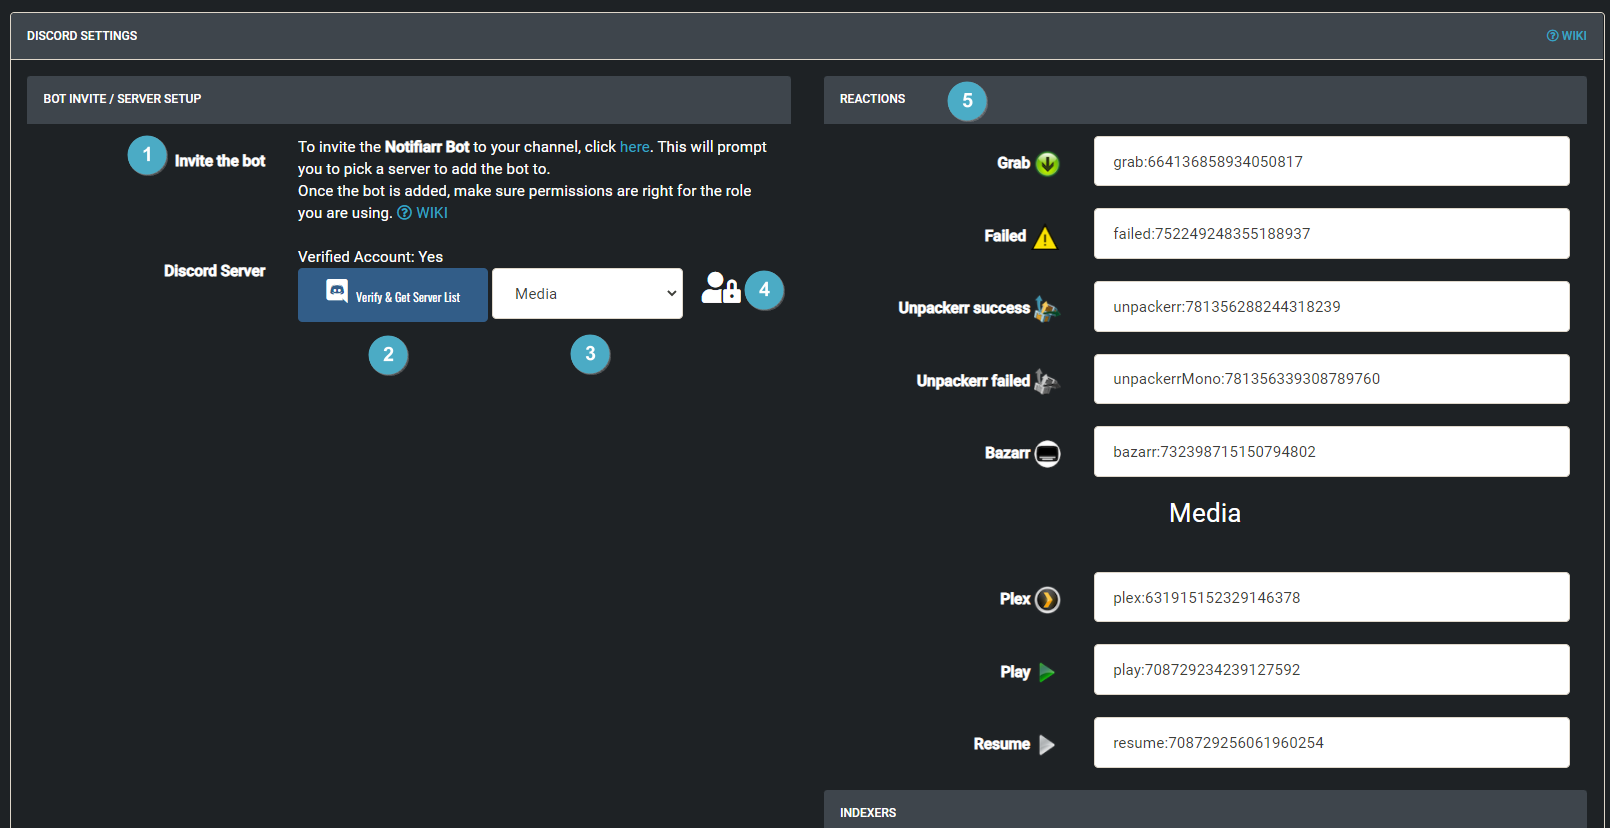 DISCORD SETTINGS
WIKI
BOT INVITE / SERVER SETUP
1
Invite the bot
To invite the Notifiarr Bot to your channel, click here. This will prompt
you to pick a server to add the bot to.
Once the bot is added, make sure permissions are right for the role
you are using. WIKI
Discord Server
Verified Account: Yes
Verify & Get Server List
Media
4
2
3
REACTIONS
5
Grab
grab:664136858934050817
Failed
failed:752249248355188937
Unpackerr success
unpackerr:781356288244318239
Unpackerr failed
unpackerrMono:781356339308789760
Bazarr
bazarr:732398715150794802
Media
Plex
plex:631915152329146378
Play
play:708729234239127592
Resume
resume:708729256061960254
INDEXERS